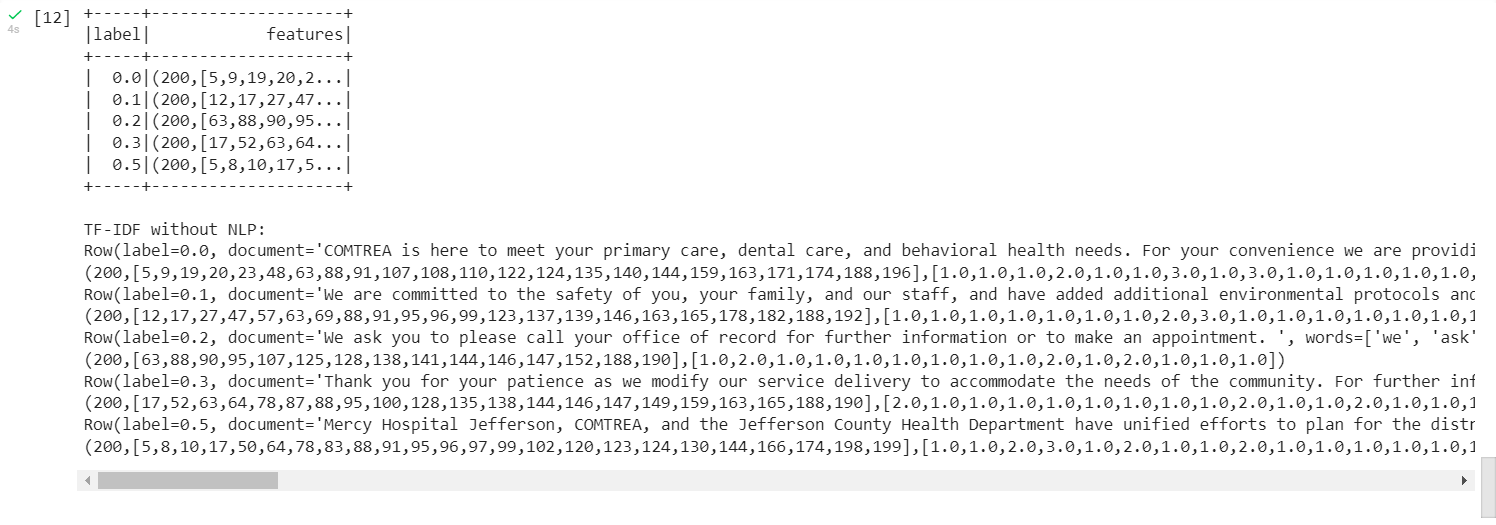 [12]
4s
+-----+--------------------+
|label|            features|
+-----+--------------------+
|  0.0|(200,[5,9,19,20,2...|
|  0.1|(200,[12,17,27,47...|
|  0.2|(200,[63,88,90,95...|
|  0.3|(200,[17,52,63,64...|
|  0.5|(200,[5,8,10,17,5...|
+-----+--------------------+
TF-IDF without NLP:
Row(label=0.0, document='COMTREA is here to meet your primary care, dental care, and behavioral health needs. For your convenience we are providi
(200,[5,9,19,20,23,48,63,88,91,107,108,110,122,124,135,140,144,159,163,171,174,188,196],[1.0,1.0,1.0,2.0,1.0,1.0,3.0,1.0,3.0,1.0,1.0,1.0,1.0,1.0,
Row(label=0.1, document='We are committed to the safety of you, your family, and our staff, and have added additional environmental protocols and
(200,[12,17,27,47,57,63,69,88,91,95,96,99,123,137,139,146,163,165,178,182,188,192],[1.0,1.0,1.0,1.0,1.0,1.0,1.0,2.0,3.0,1.0,1.0,1.0,1.0,1.0,1.0,1
Row(label=0.2, document='We ask you to please call your office of record for further information or to make an appointment. ', words=['we', 'ask'
(200,[63,88,90,95,107,125,128,138,141,144,146,147,152,188,190],[1.0,2.0,1.0,1.0,1.0,1.0,1.0,1.0,1.0,2.0,1.0,2.0,1.0,1.0,1.0])
Row(label=0.3, document='Thank you for your patience as we modify our service delivery to accommodate the needs of the community. For further inf
(200,[17,52,63,64,78,87,88,95,100,128,135,138,144,146,147,149,159,163,165,188,190],[2.0,1.0,1.0,1.0,1.0,1.0,1.0,1.0,1.0,2.0,1.0,1.0,2.0,1.0,1.0,1
Row(label=0.5, document='Mercy Hospital Jefferson, COMTREA, and the Jefferson County Health Department have unified efforts to plan for the distr
(200,[5,8,10,17,50,64,78,83,88,91,95,96,97,99,102,120,123,124,130,144,166,174,198,199],[1.0,1.0,2.0,3.0,1.0,2.0,1.0,1.0,2.0,1.0,1.0,1.0,1.0,1.0,1